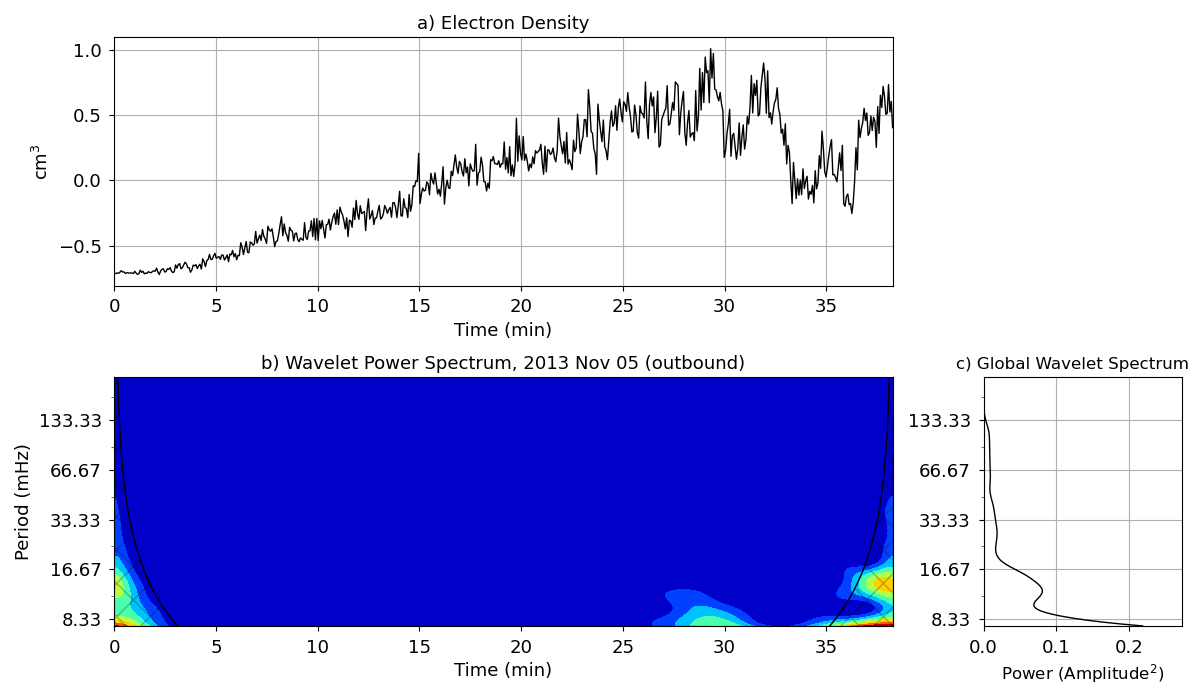 a) Electron Density
1.0
0.5
0.0
−0.5
cm³
0 5 10 15 20 25 30 35
Time (min)
b) Wavelet Power Spectrum, 2013 Nov 05 (outbound)
133.33
66.67
33.33
16.67
8.33
Period (mHz)
0 5 10 15 20 25 30 35
Time (min)
c) Global Wavelet Spectrum
133.33
66.67
33.33
16.67
8.33
0.0 0.1 0.2
Power (Amplitude²)